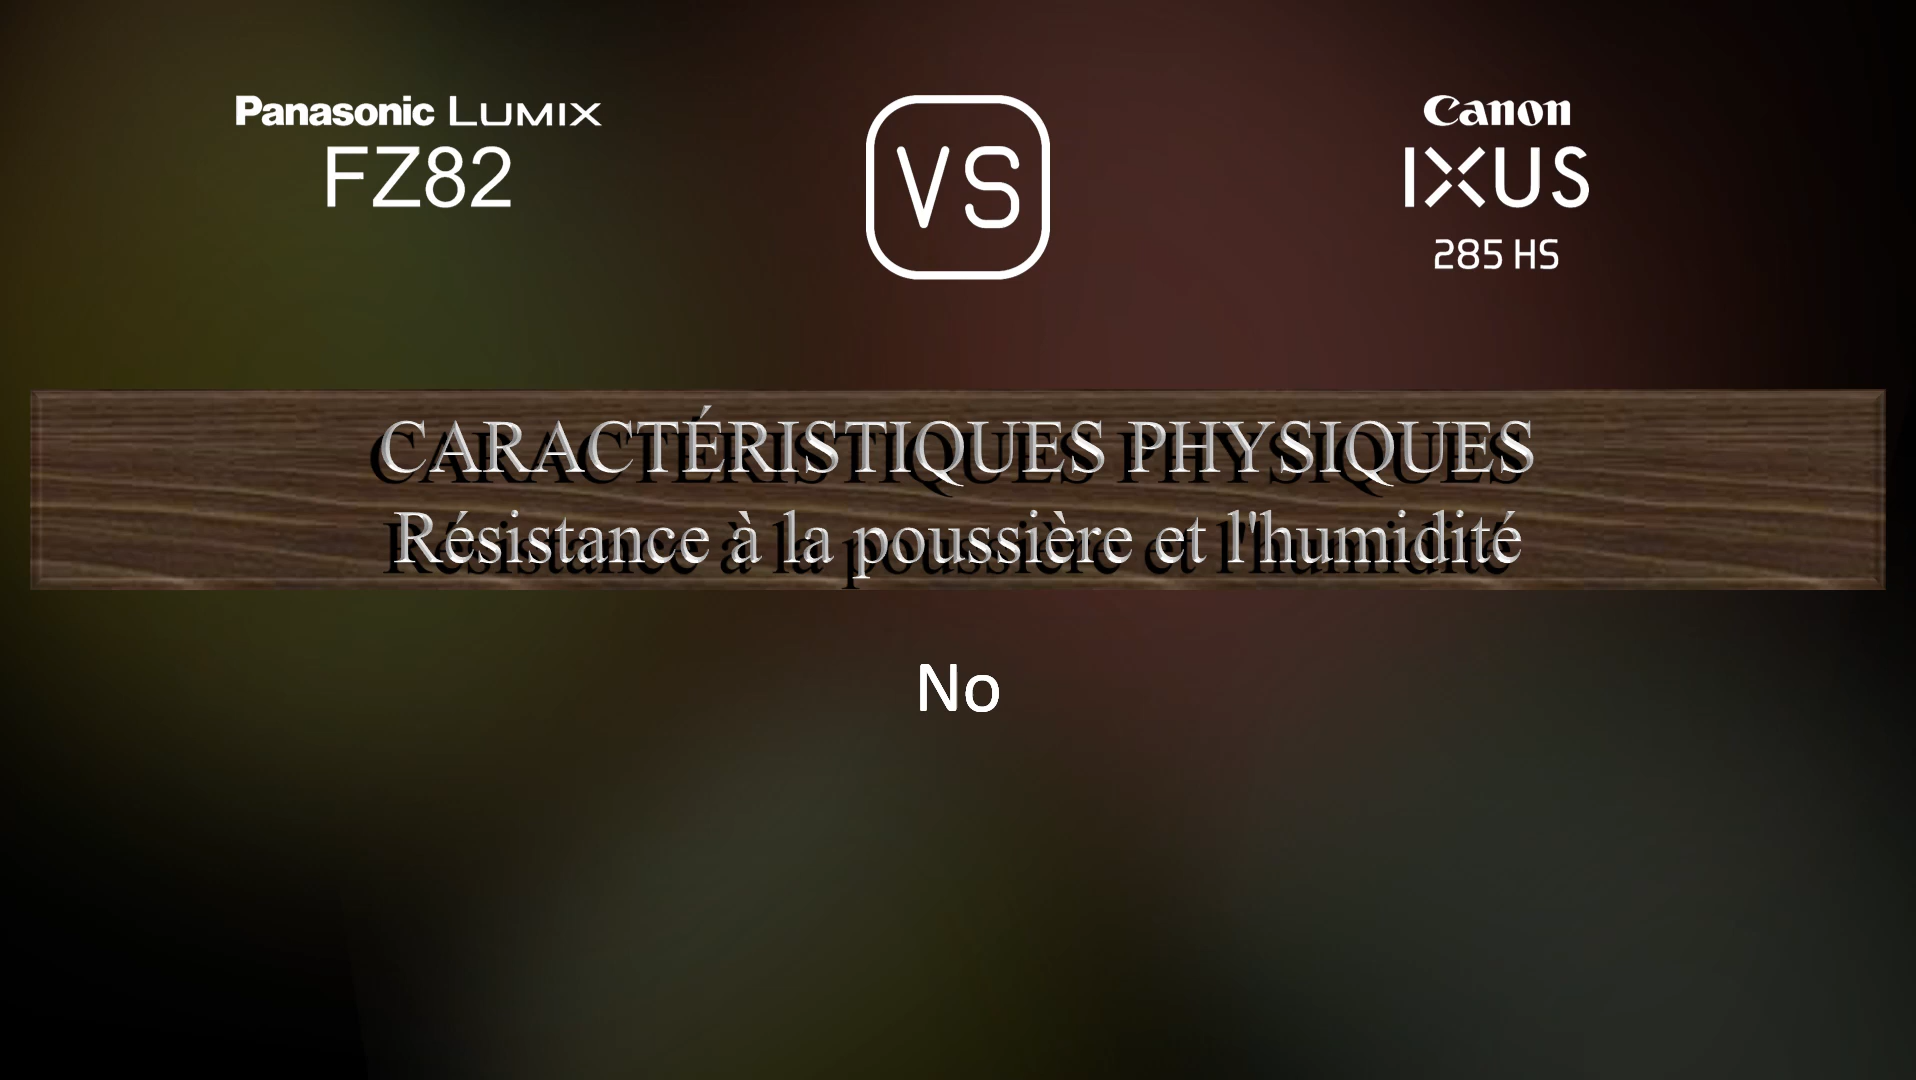 Panasonic LUMIX
FZ82
VS
Canon
IXUS
285 HS
CARACTÉRISTIQUES PHYSIQUES
Résistance à la poussière et l'humidité
No